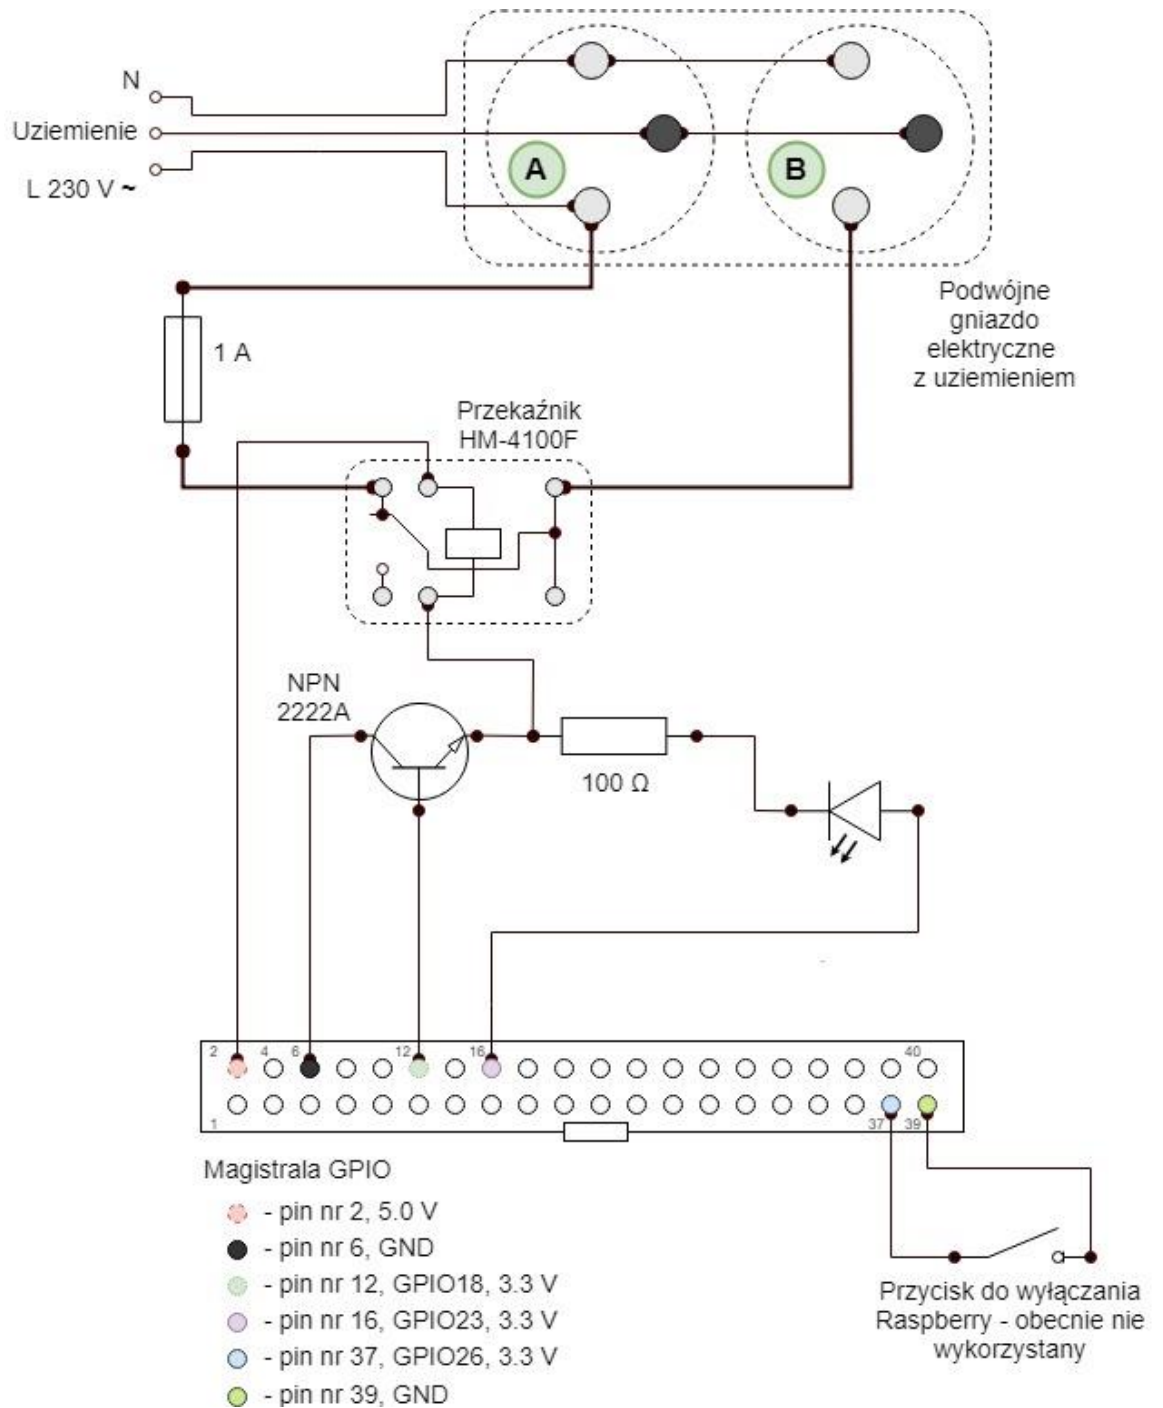 N
Uziemienie
L 230 V ~
A
B
Podwójne
gniazdo
elektryczne
z uziemieniem
1 A
Przekaźnik
HM-4100F
NPN
2222A
100 Ω
2
4
6
12
16
40
1
37
39
Magistrala GPIO
- pin nr 2, 5.0 V
- pin nr 6, GND
- pin nr 12, GPIO18, 3.3 V
- pin nr 16, GPIO23, 3.3 V
- pin nr 37, GPIO26, 3.3 V
- pin nr 39, GND
Przycisk do wyłączania
Raspberry - obecnie nie
wykorzystany